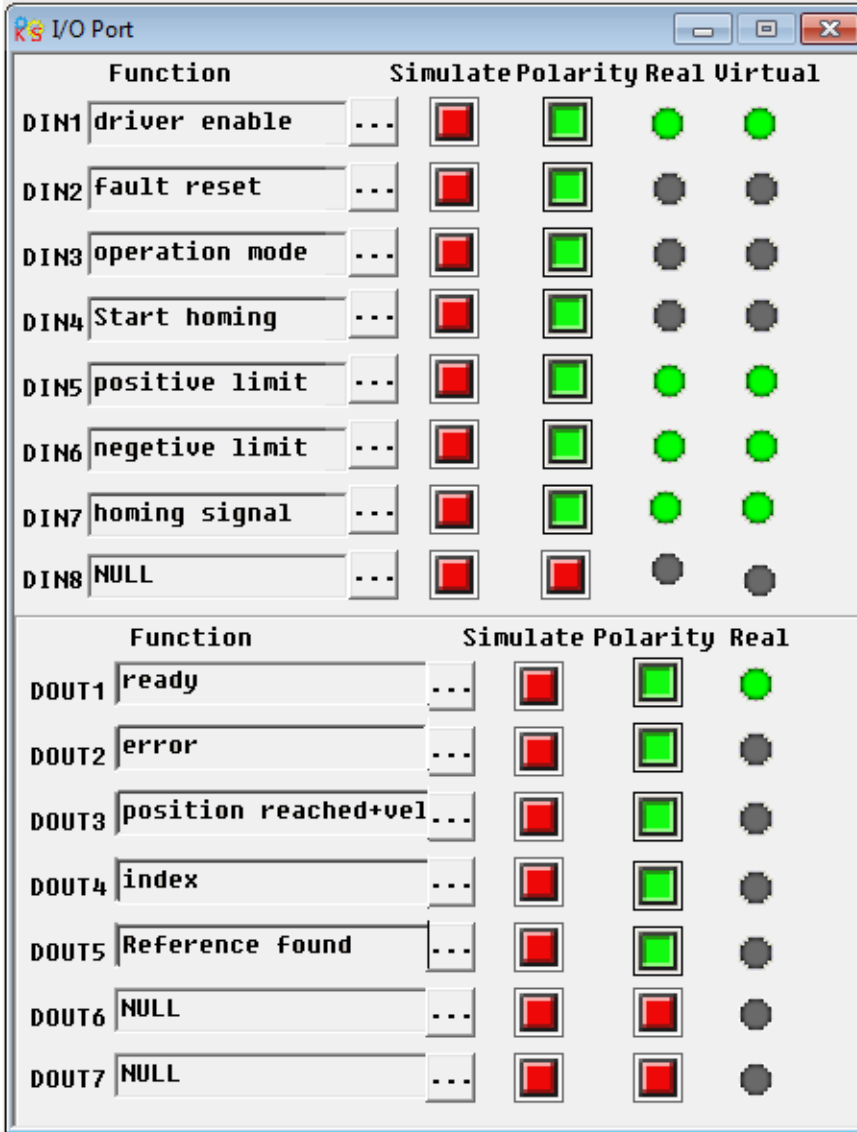 I/O Port
Function Simulate Polarity Real Virtual
DIN1 driver enable ...
DIN2 fault reset ...
DIN3 operation mode ...
DIN4 Start homing ...
DIN5 positive limit ...
DIN6 negetive limit ...
DIN7 homing signal ...
DIN8 NULL ...
Function Simulate Polarity Real
DOUT1 ready ...
DOUT2 error ...
DOUT3 position reached+vel ...
DOUT4 index ...
DOUT5 Reference found ...
DOUT6 NULL ...
DOUT7 NULL ...